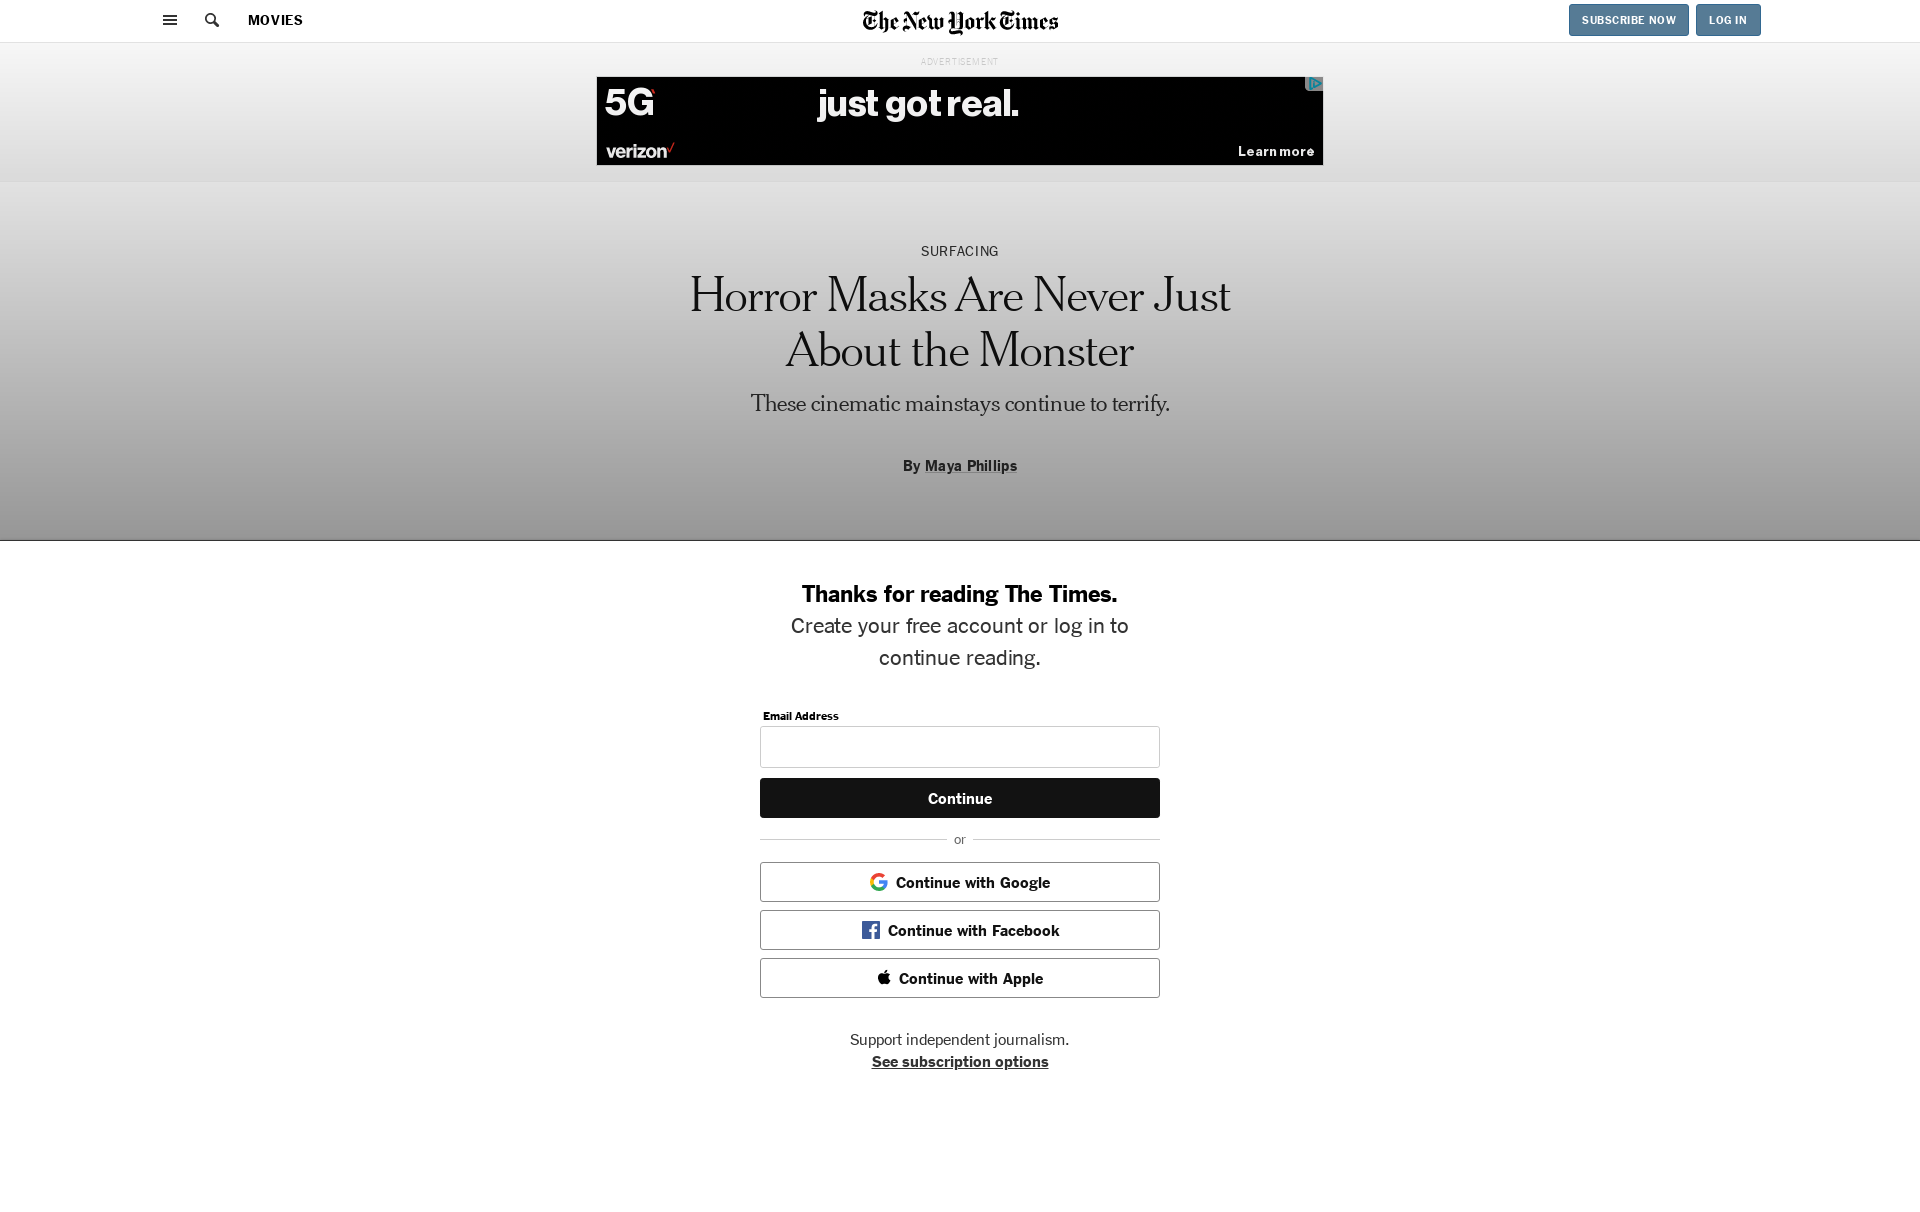 MOVIES
The New York Times
SUBSCRIBE NOW
LOG IN
ADVERTISEMENT
5G
just got real.
verizon
Learn more
SURFACING
Horror Masks Are Never Just
About the Monster
These cinematic mainstays continue to terrify.
By Maya Phillips
Thanks for reading The Times.
Create your free account or log in to
continue reading.
Email Address
Continue
or
Continue with Google
Continue with Facebook
Continue with Apple
Support independent journalism.
See subscription options